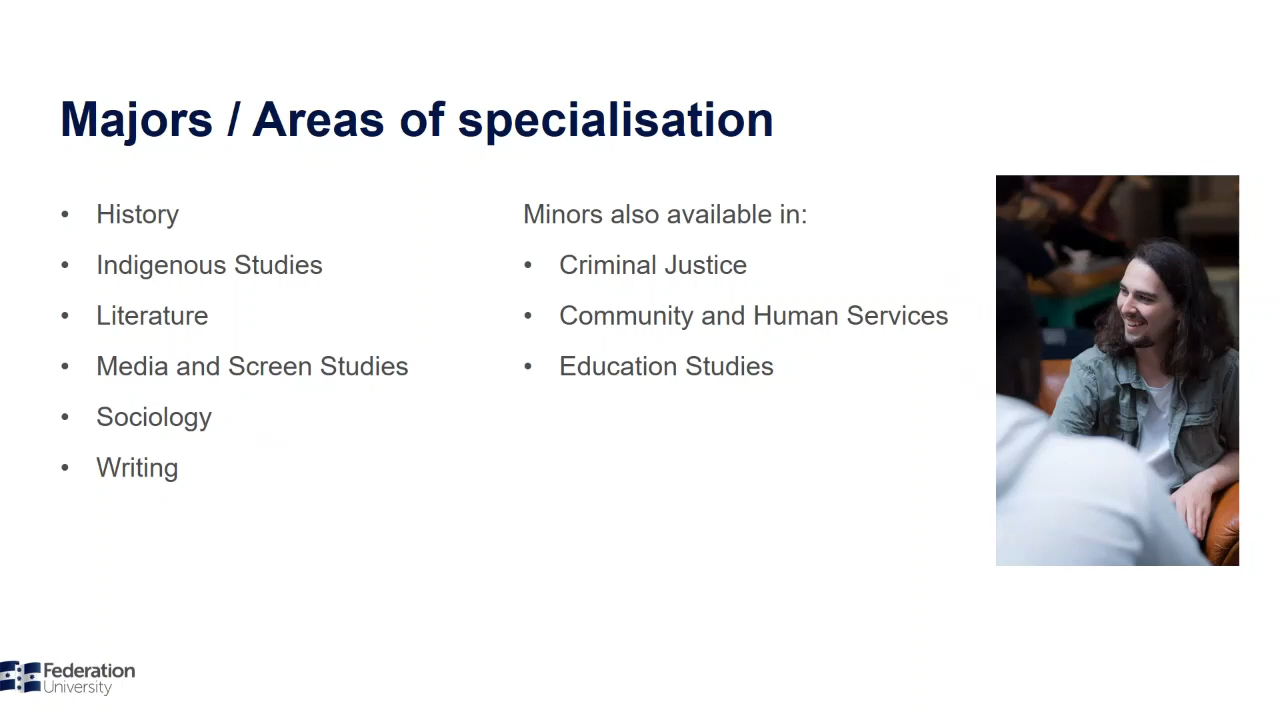 Majors / Areas of specialisation
• History
• Indigenous Studies
• Literature
• Media and Screen Studies
• Sociology
• Writing
Minors also available in:
• Criminal Justice
• Community and Human Services
• Education Studies
Federation
University